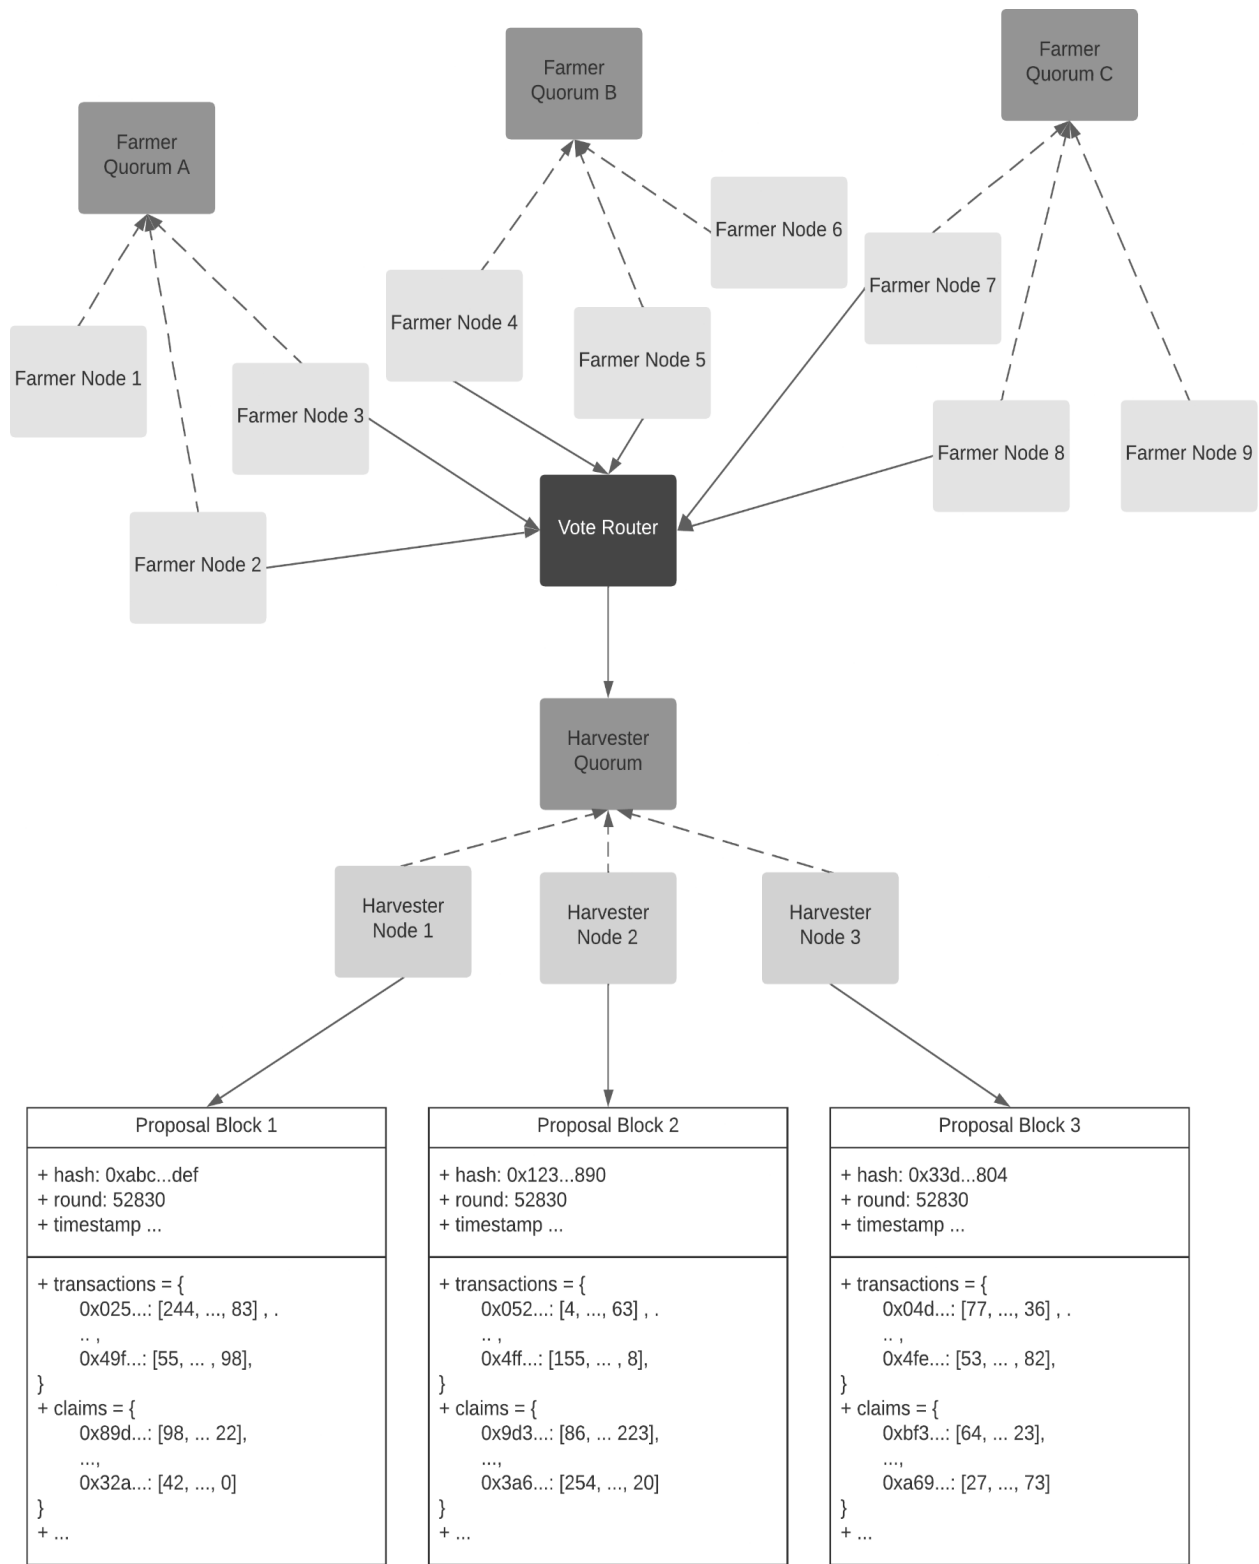 Farmer
Quorum A
Farmer
Quorum B
Farmer
Quorum C
Farmer Node 1
Farmer Node 2
Farmer Node 3
Farmer Node 4
Farmer Node 5
Farmer Node 6
Farmer Node 7
Farmer Node 8
Farmer Node 9
Vote Router
Harvester
Quorum
Harvester
Node 1
Harvester
Node 2
Harvester
Node 3
Proposal Block 1
+ hash: 0xabc...def
+ round: 52830
+ timestamp ...
+ transactions = {
0x025...: [244, ..., 83] , .
.. ,
0x49f...: [55, ... , 98],
}
+ claims = {
0x89d...: [98, ... 22],
...,
0x32a...: [42, ..., 0]
}
+ ...
Proposal Block 2
+ hash: 0x123...890
+ round: 52830
+ timestamp ...
+ transactions = {
0x052...: [4, ..., 63] , .
.. ,
0x4ff...: [155, ... , 8],
}
+ claims = {
0x9d3...: [86, ... 223],
...,
0x3a6...: [254, ..., 20]
}
+ ...
Proposal Block 3
+ hash: 0x33d...804
+ round: 52830
+ timestamp ...
+ transactions = {
0x04d...: [77, ..., 36] , .
.. ,
0x4fe...: [53, ... , 82],
}
+ claims = {
0xbf3...: [64, ... 23],
...,
0xa69...: [27, ..., 73]
}
+ ...